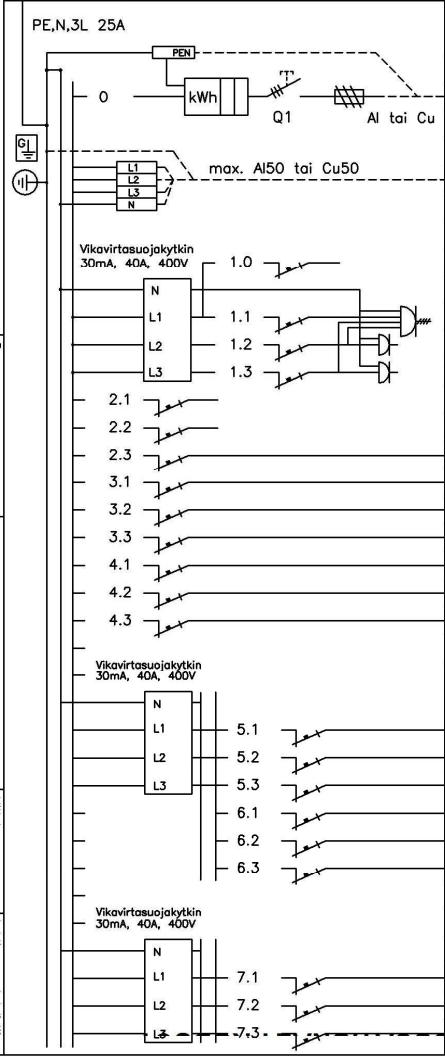 PE,N,3L 25A
PEN
0
kWh
Q1
Al tai Cu
G
L1
L2
L3
N
max. Al50 tai Cu50
Vikavirtasuojakytkin
30mA, 40A, 400V
N
L1
L2
L3
1.0
1.1
1.2
1.3
2.1
2.2
2.3
3.1
3.2
3.3
4.1
4.2
4.3
Vikavirtasuojakytkin
30mA, 40A, 400V
N
L1
L2
L3
5.1
5.2
5.3
6.1
6.2
6.3
Vikavirtasuojakytkin
30mA, 40A, 400V
N
L1
L2
L3
7.1
7.2
7.3